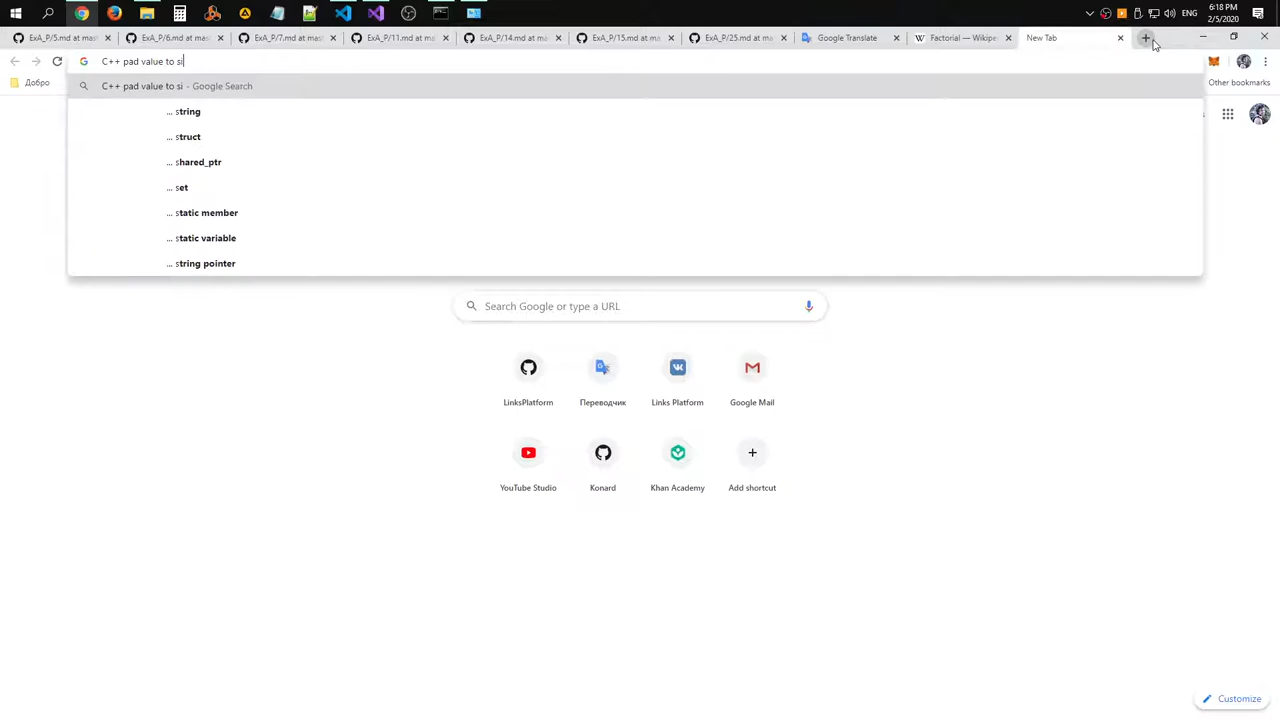 ENG
6:18 PM
2/5/2020
ExA_P/5.md at mas
ExA_P/6.md at mas
ExA_P/7.md at mas
ExA_P/11.md at ma
ExA_P/14.md at ma
ExA_P/15.md at ma
ExA_P/25.md at ma
Google Translate
Factorial — Wikipe
New Tab
C++ pad value to si
Добро
Other bookmarks
C++ pad value to si - Google Search
... string
... struct
... shared_ptr
... set
... static member
... static variable
... string pointer
Search Google or type a URL
LinksPlatform
Переводчик
Links Platform
Google Mail
YouTube Studio
Konard
Khan Academy
Add shortcut
Customize